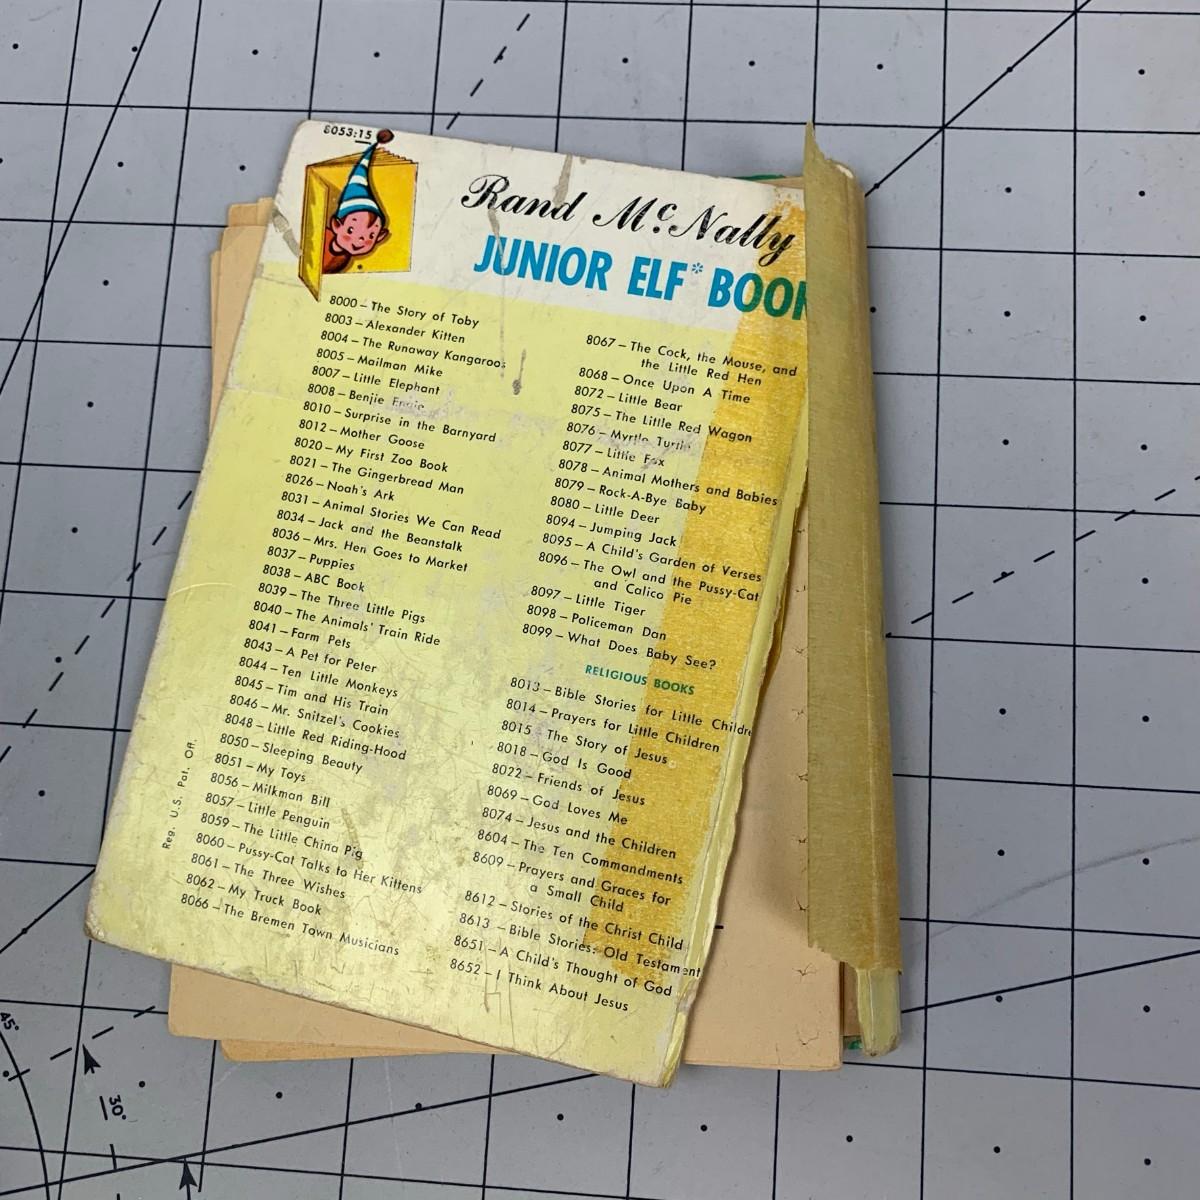 8053:15
Rand McNally
JUNIOR ELF* BOOK
8000 – The Story of Toby
8003 – Alexander Kitten
8004 – The Runaway Kangaroos
8005 – Mailman Mike
8007 – Little Elephant
8008 – Benjie Engie
8010 – Surprise in the Barnyard
8012 – Mother Goose
8020 – My First Zoo Book
8021 – The Gingerbread Man
8026 – Noah's Ark
8031 – Animal Stories We Can Read
8034 – Jack and the Beanstalk
8036 – Mrs. Hen Goes to Market
8037 – Puppies
8038 – ABC Book
8039 – The Three Little Pigs
8040 – The Animals' Train Ride
8041 – Farm Pets
8043 – A Pet for Peter
8044 – Ten Little Monkeys
8045 – Tim and His Train
8046 – Mr. Snitzel's Cookies
8048 – Little Red Riding-Hood
8050 – Sleeping Beauty
8051 – My Toys
8056 – Milkman Bill
8057 – Little Penguin
8059 – The Little China Pig
8060 – Pussy-Cat Talks to Her Kittens
8061 – The Three Wishes
8062 – My Truck Book
8066 – The Bremen Town Musicians
8067 – The Cock, the Mouse, and
the Little Red Hen
8068 – Once Upon A Time
8072 – Little Bear
8075 – The Little Red Wagon
8076 – Myrtle Turtle
8077 – Little Fox
8078 – Animal Mothers and Babies
8079 – Rock-A-Bye Baby
8080 – Little Deer
8094 – Jumping Jack
8095 – A Child's Garden of Verses
8096 – The Owl and the Pussy-Cat
and Calico Pie
8097 – Little Tiger
8098 – Policeman Dan
8099 – What Does Baby See?
RELIGIOUS BOOKS
8013 – Bible Stories for Little Childre
8014 – Prayers for Little Children
8015 The Story of Jesus
8018 – God Is Good
8022 – Friends of Jesus
8069 – God Loves Me
8074 – Jesus and the Children
8604 – The Ten Commandments
8609 – Prayers and Graces for
a Small Child
8612 – Stories of the Christ Child
8613 – Bible Stories: Old Testament
8651 – A Child's Thought of God
8652 – I Think About Jesus
Reg. U.S. Pat. Off.
45°
30°